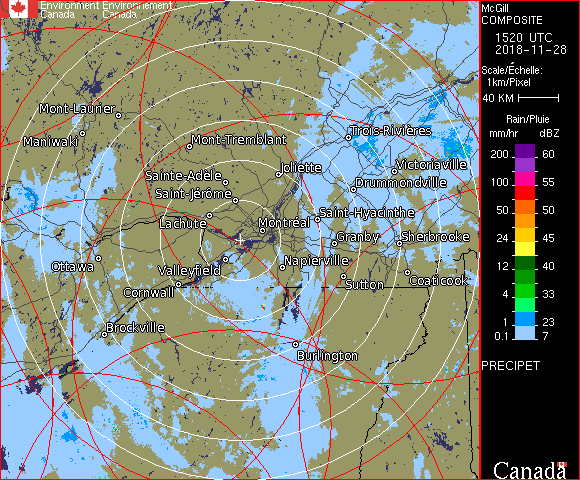 Environment Environnement
Canada Canada
McGill
COMPOSITE
1520 UTC
2018-11-28
Scale/Échelle:
1km/Pixel
40 KM
Rain/Pluie
mm/hr dBZ
200 60
100 55
50 50
24 45
12 40
4 33
1 23
0.1 7
PRECIPET
Canada
Mont-Laurier
Maniwaki
Mont-Tremblant
Trois-Rivières
Joliette
Victoriaville
Sainte-Adèle
Drummondville
Saint-Jérôme
Lachute
Montréal
Saint-Hyacinthe
Granby
Sherbrooke
Ottawa
Valleyfield
Napierville
Cornwall
Sutton
Coaticook
Brockville
Burlington